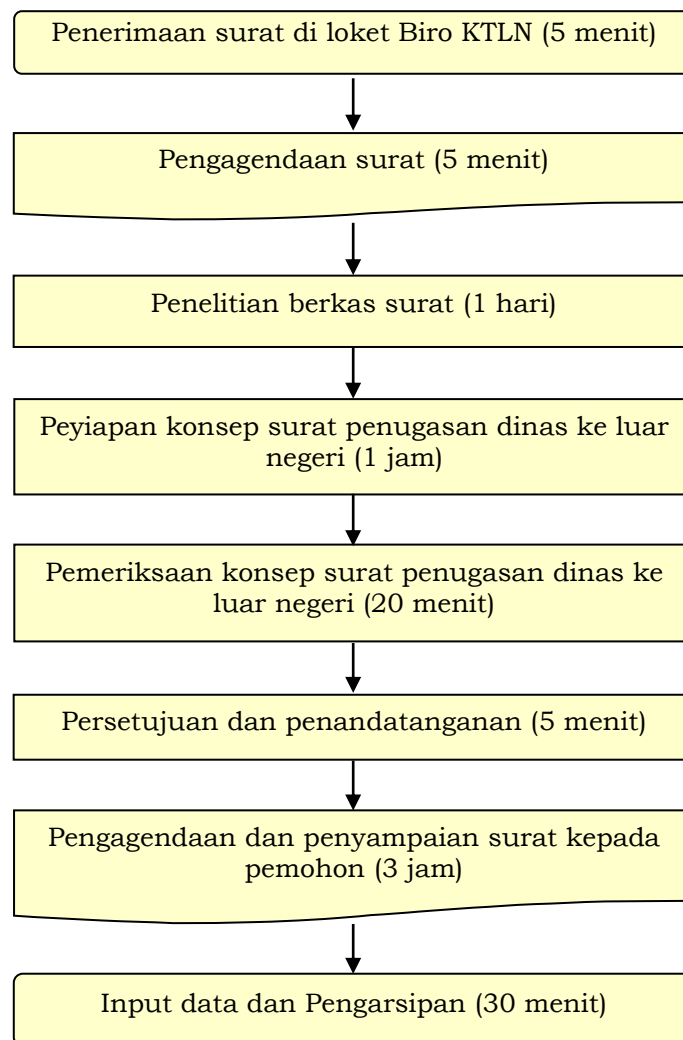 Penerimaan surat di loket Biro KTLN (5 menit)
Pengagendaan surat (5 menit)
Penelitian berkas surat (1 hari)
Peyiapan konsep surat penugasan dinas ke luar
negeri (1 jam)
Pemeriksaan konsep surat penugasan dinas ke
luar negeri (20 menit)
Persetujuan dan penandatanganan (5 menit)
Pengagendaan dan penyampaian surat kepada
pemohon (3 jam)
Input data dan Pengarsipan (30 menit)